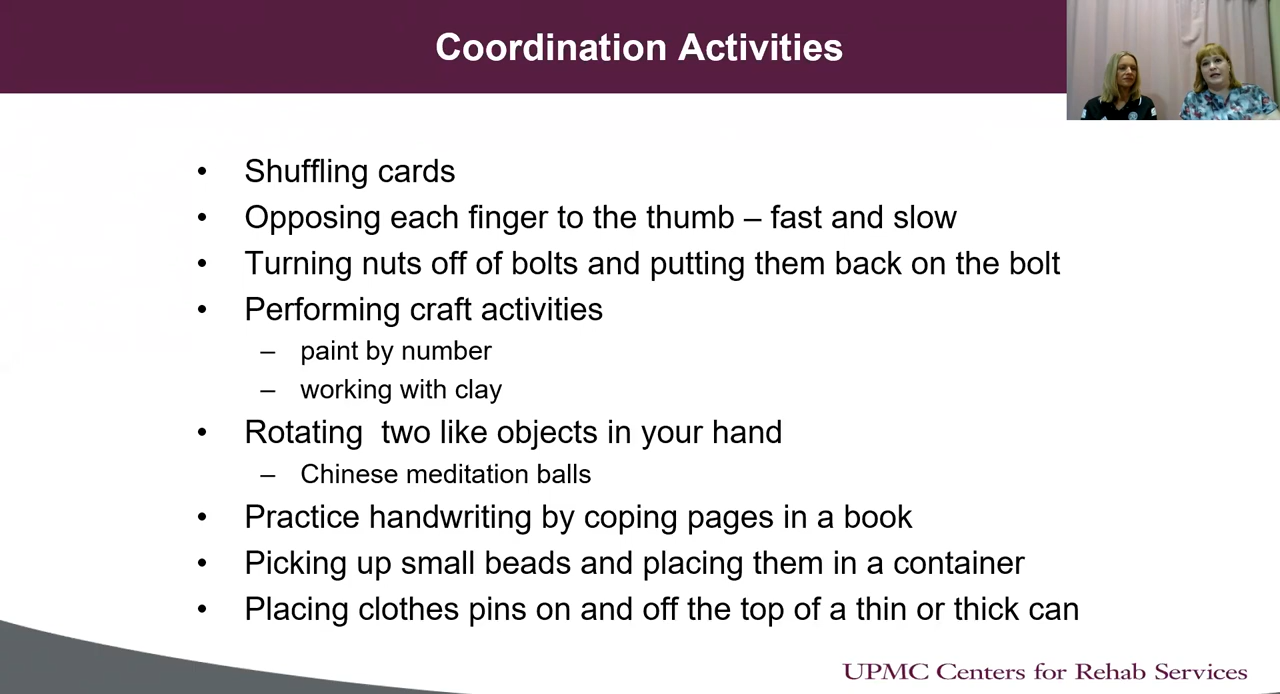 Coordination Activities
• Shuffling cards
• Opposing each finger to the thumb – fast and slow
• Turning nuts off of bolts and putting them back on the bolt
• Performing craft activities
– paint by number
– working with clay
• Rotating  two like objects in your hand
– Chinese meditation balls
• Practice handwriting by coping pages in a book
• Picking up small beads and placing them in a container
• Placing clothes pins on and off the top of a thin or thick can
UPMC Centers for Rehab Services